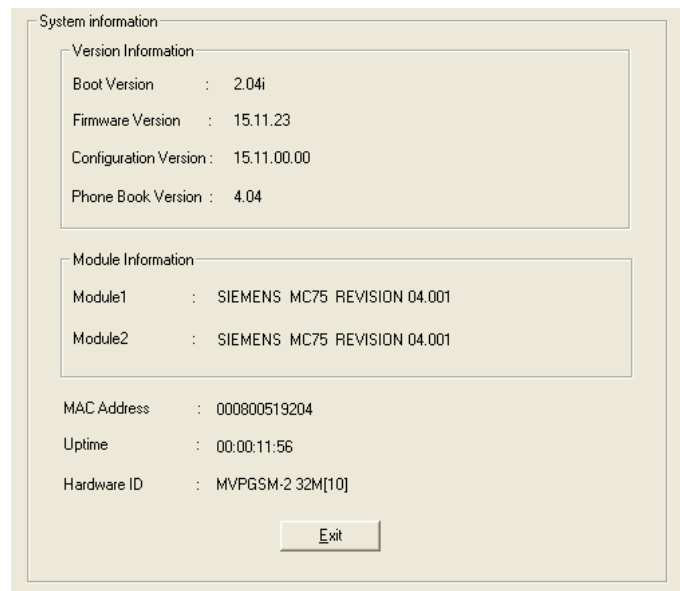 System information
Version Information
Boot Version : 2.04i
Firmware Version : 15.11.23
Configuration Version : 15.11.00.00
Phone Book Version : 4.04
Module Information
Module1 : SIEMENS MC75 REVISION 04.001
Module2 : SIEMENS MC75 REVISION 04.001
MAC Address : 000800519204
Uptime : 00:00:11:56
Hardware ID : MVPGSM-2 32M[10]
Exit